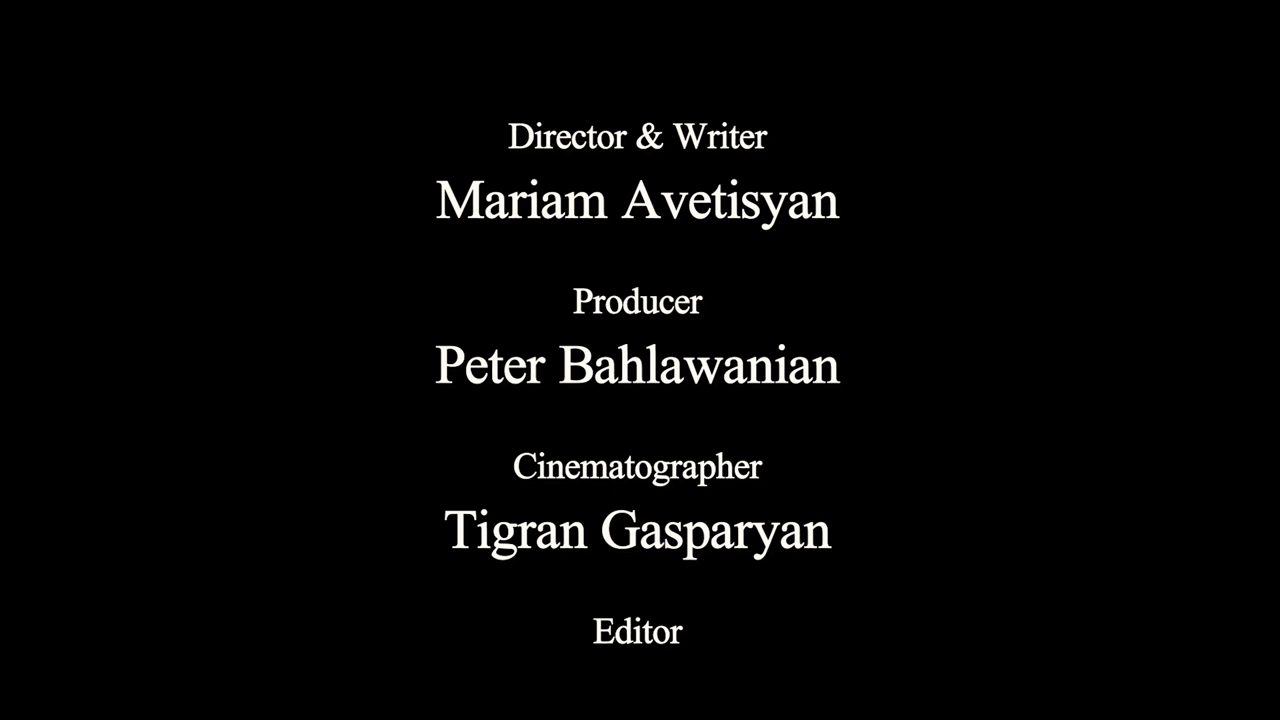 Director & Writer
Mariam Avetisyan
Producer
Peter Bahlawanian
Cinematographer
Tigran Gasparyan
Editor